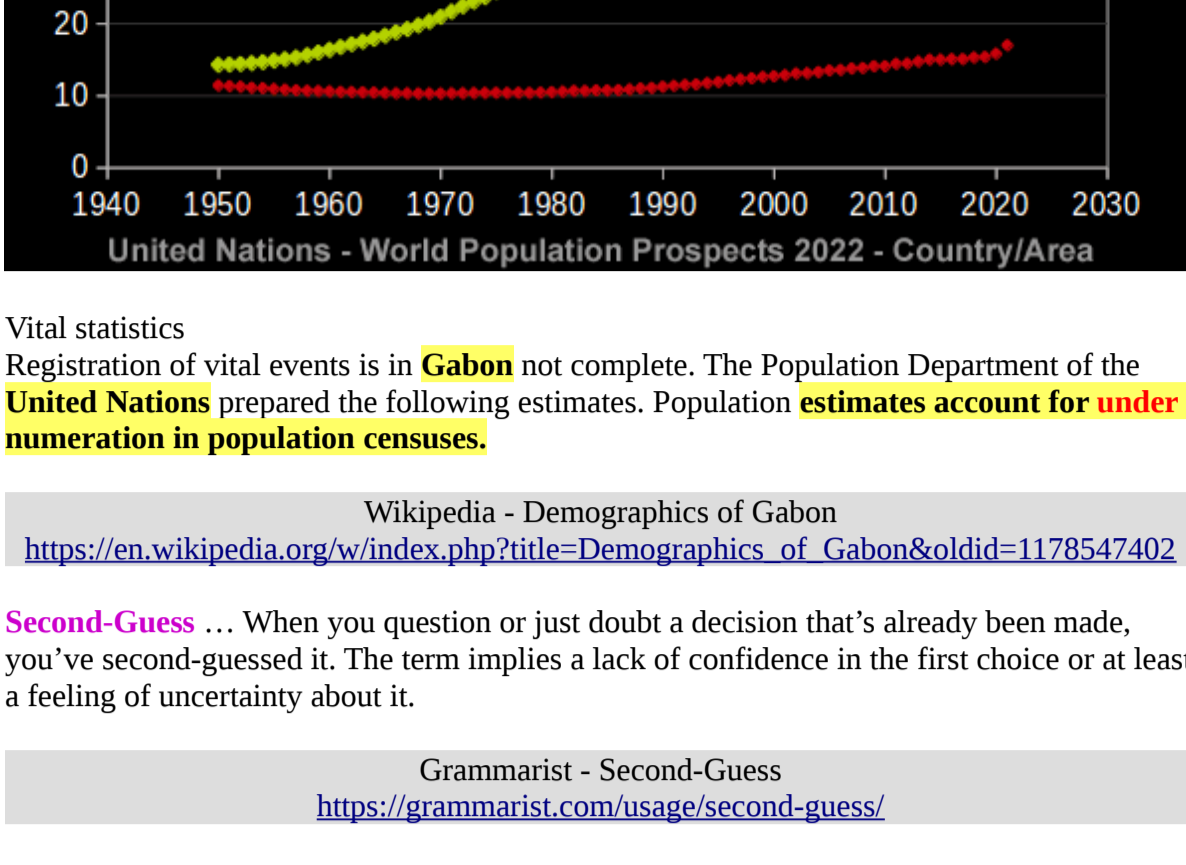 20
10
0
1940 1950 1960 1970 1980 1990 2000 2010 2020 2030
United Nations - World Population Prospects 2022 - Country/Area
Vital statistics
Registration of vital events is in Gabon not complete. The Population Department of the
United Nations prepared the following estimates. Population estimates account for under
numeration in population censuses.
Wikipedia - Demographics of Gabon
https://en.wikipedia.org/w/index.php?title=Demographics_of_Gabon&oldid=1178547402
Second-Guess … When you question or just doubt a decision that’s already been made,
you’ve second-guessed it. The term implies a lack of confidence in the first choice or at least
a feeling of uncertainty about it.
Grammarist - Second-Guess
https://grammarist.com/usage/second-guess/